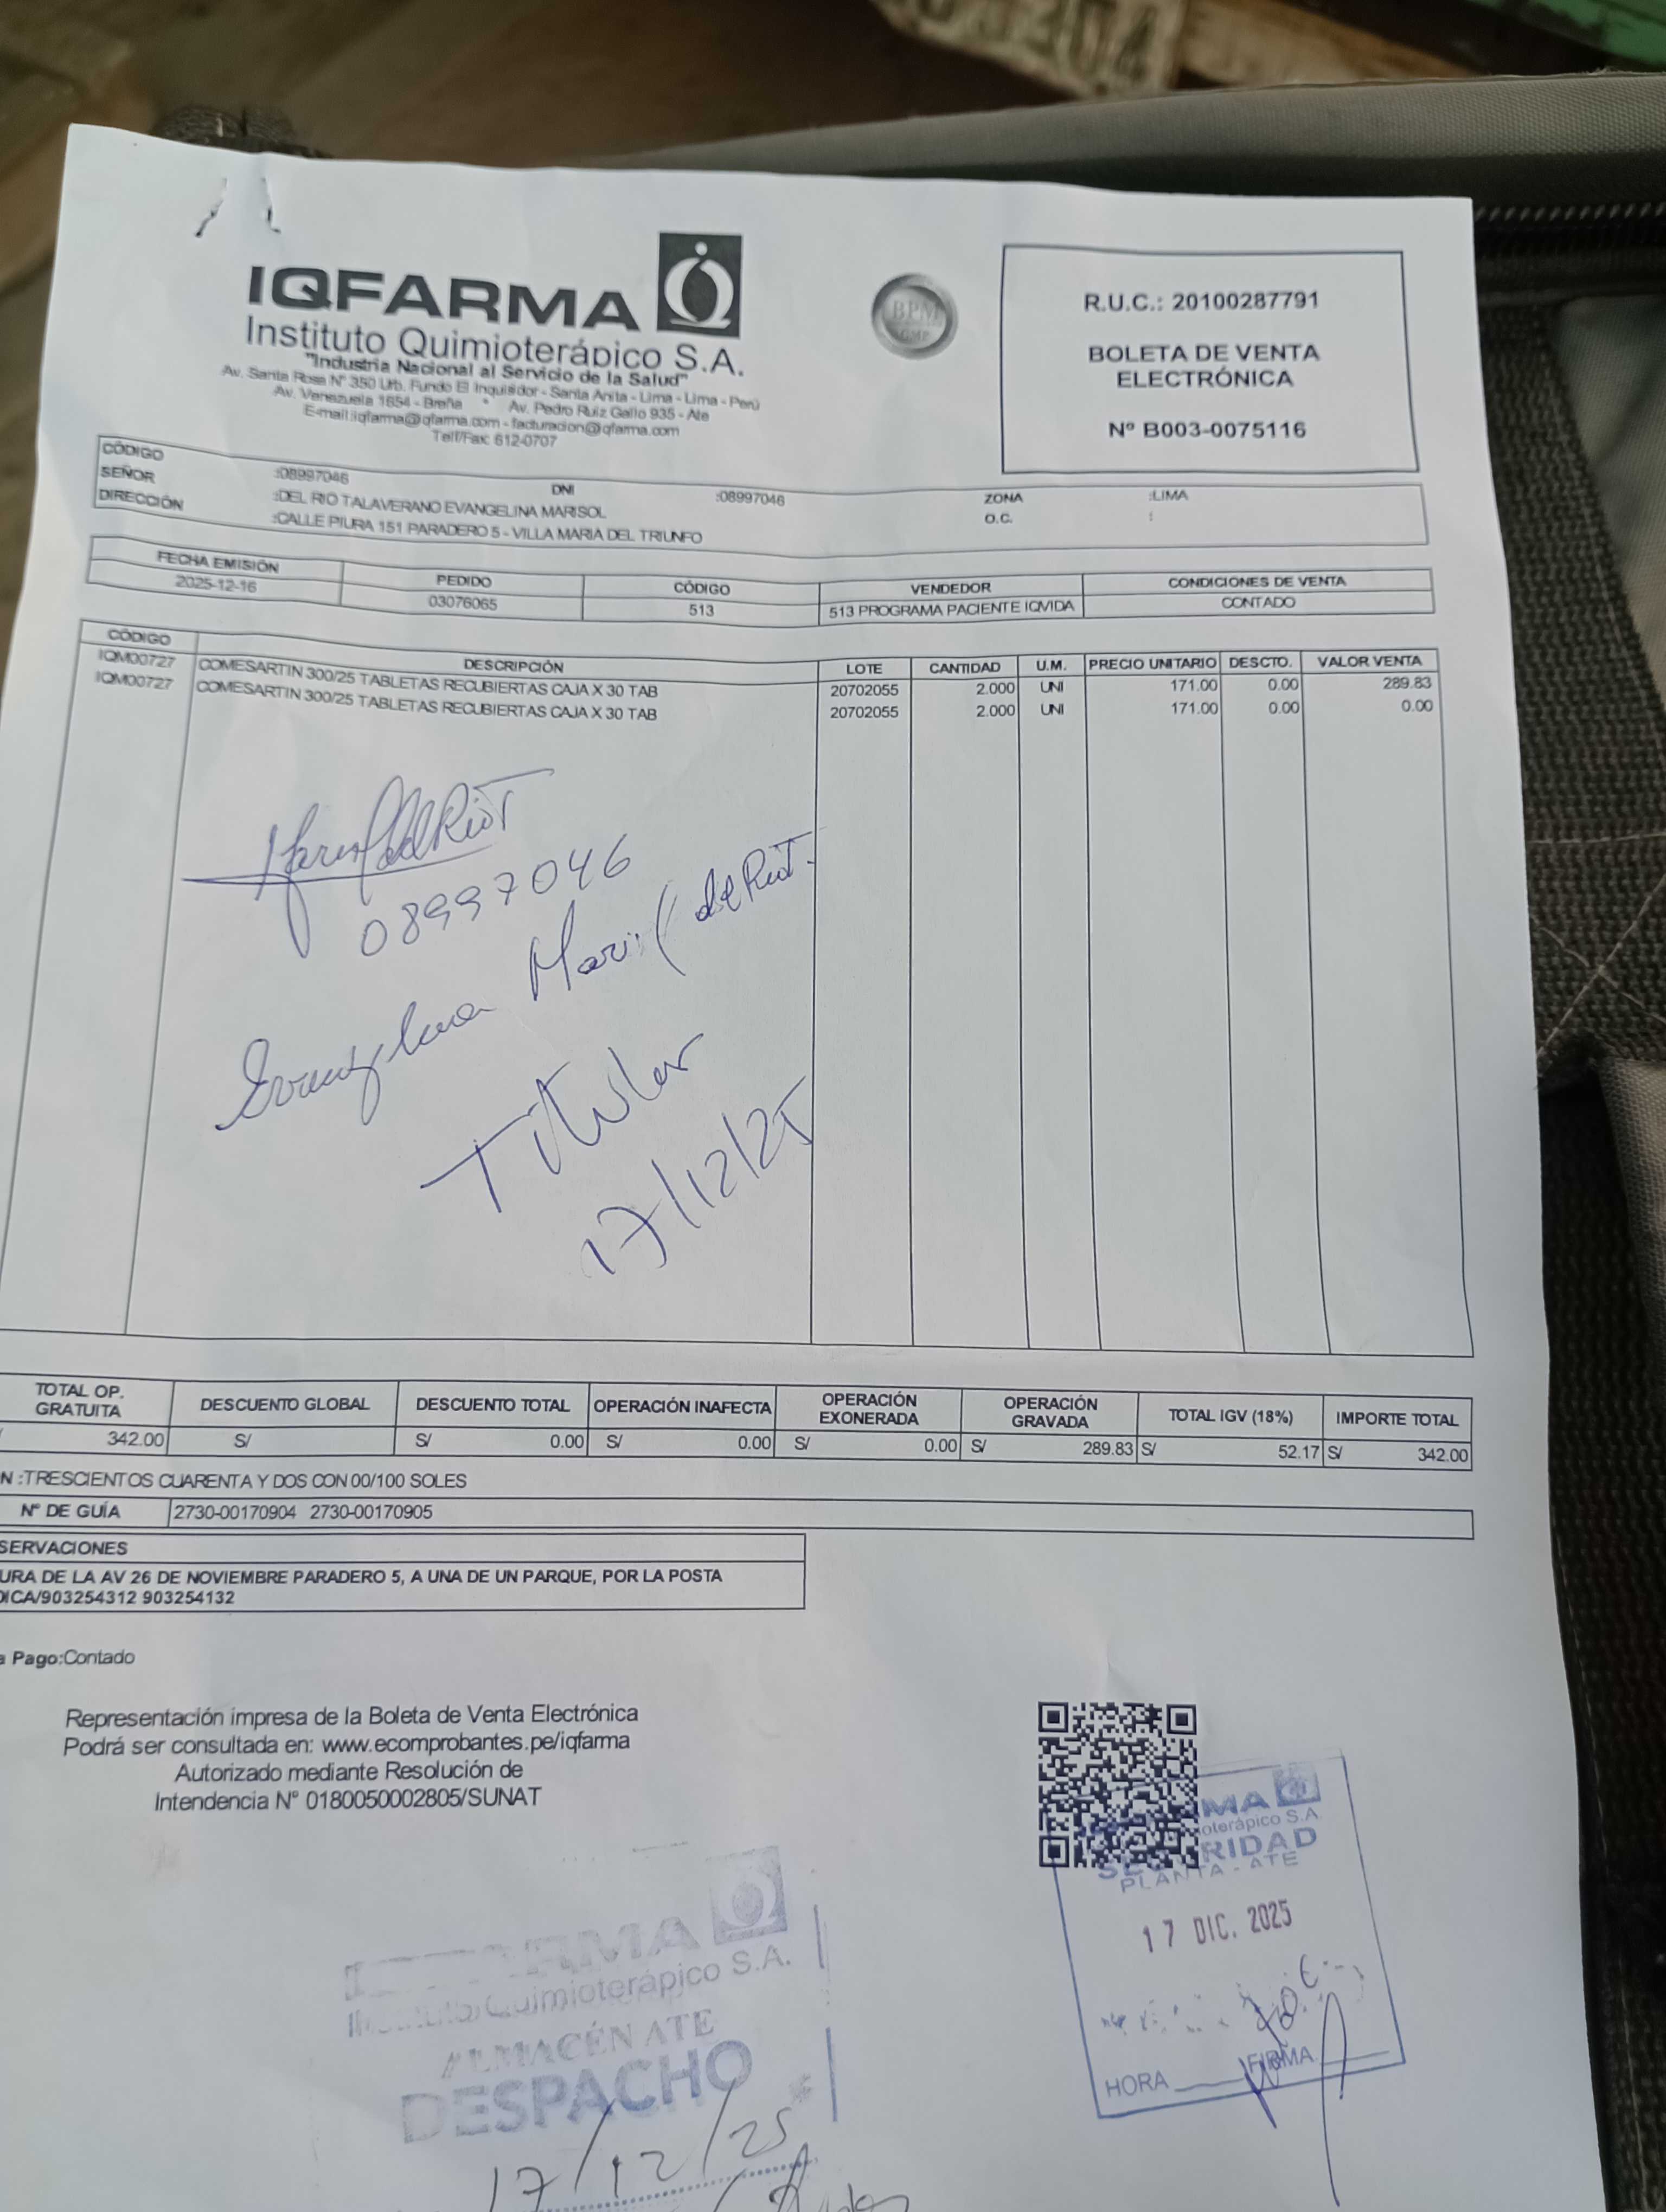 IQFARMA
Instituto Quimioterápico S.A.
"Industria Nacional al Servicio de la Salud"
Av. Santa Rosa N° 350 Urb. Fundo El Inquisidor - Santa Anita - Lima - Lima - Perú
Av. Venezuela 1654 - Breña * Av. Pedro Ruiz Gallo 935 - Ate
E-mail:iqfarma@iqfarma.com - facturacion@iqfarma.com
Telf/Fax: 612-0707
BPM
GMP
R.U.C.: 20100287791
BOLETA DE VENTA
ELECTRÓNICA
N° B003-0075116
CÓDIGO :08997046 DNI :08997046 ZONA :LIMA
SEÑOR :DEL RIO TALAVERANO EVANGELINA MARISOL O.C. :
DIRECCIÓN :CALLE PIURA 151 PARADERO 5 - VILLA MARIA DEL TRIUNFO
FECHA EMISIÓN PEDIDO CÓDIGO VENDEDOR CONDICIONES DE VENTA
2025-12-16 03076065 513 513 PROGRAMA PACIENTE IQVIDA CONTADO
CÓDIGO DESCRIPCIÓN LOTE CANTIDAD U.M. PRECIO UNITARIO DESCTO. VALOR VENTA
IQM00727 COMESARTIN 300/25 TABLETAS RECUBIERTAS CAJA X 30 TAB 20702055 2.000 UNI 171.00 0.00 289.83
IQM00727 COMESARTIN 300/25 TABLETAS RECUBIERTAS CAJA X 30 TAB 20702055 2.000 UNI 171.00 0.00 0.00
08997046
Titular
17/12/25
TOTAL OP. GRATUITA DESCUENTO GLOBAL DESCUENTO TOTAL OPERACIÓN INAFECTA OPERACIÓN EXONERADA OPERACIÓN GRAVADA TOTAL IGV (18%) IMPORTE TOTAL
342.00 S/ S/ 0.00 S/ 0.00 S/ 0.00 S/ 289.83 S/ 52.17 S/ 342.00
N :TRESCIENTOS CUARENTA Y DOS CON 00/100 SOLES
N° DE GUÍA 2730-00170904 2730-00170905
SERVACIONES
URA DE LA AV 26 DE NOVIEMBRE PARADERO 5, A UNA DE UN PARQUE, POR LA POSTA
DICA/903254312 903254132
a Pago:Contado
Representación impresa de la Boleta de Venta Electrónica
Podrá ser consultada en: www.ecomprobantes.pe/iqfarma
Autorizado mediante Resolución de
Intendencia N° 0180050002805/SUNAT
MA
oterápico S.A.
RIDAD
PLANTA - ATE
17 DIC. 2025
HORA FIRMA
ARMA
Quimioterápico S.A.
ALMACÉN ATE
DESPACHO
17/12/25